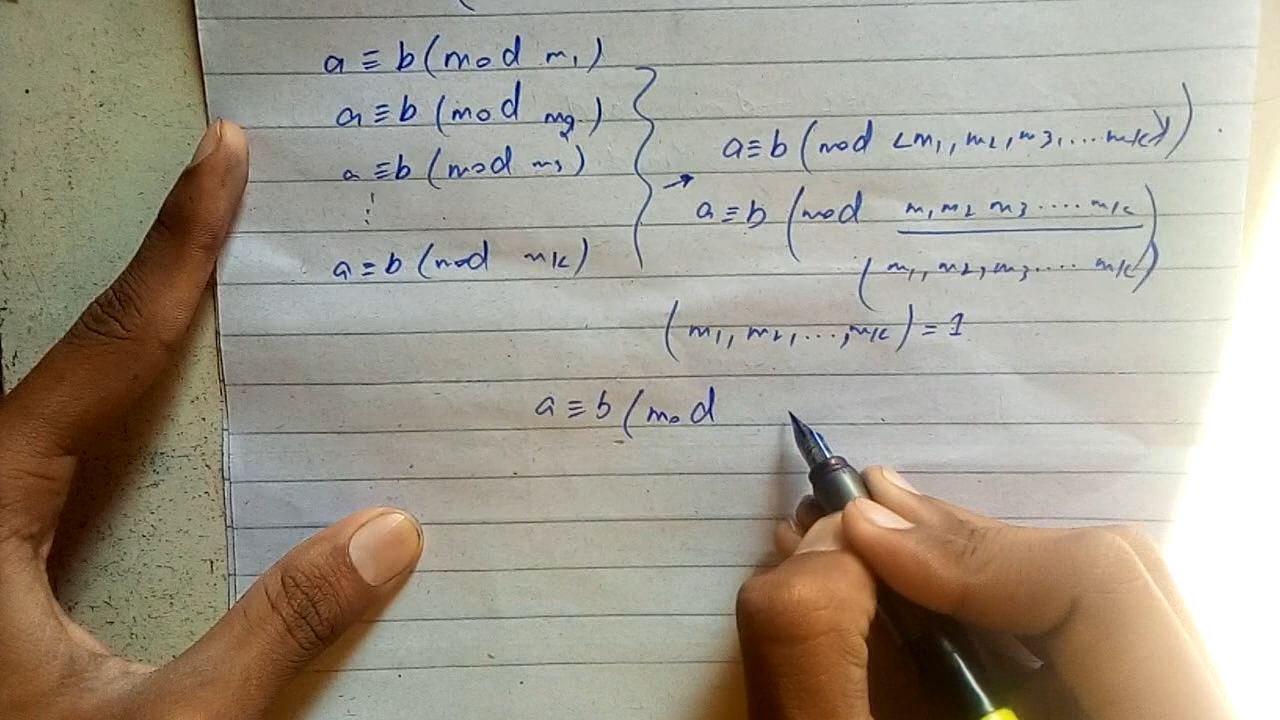 a ≡ b (mod m₁)
a ≡ b (mod m₂)
a ≡ b (mod m₃)
⋮
a ≡ b (mod mk)
a ≡ b (mod <m₁, m₂, m₃, .... mk>)
→ a ≡ b (mod m₁ m₂ m₃ .... mk
(m₁, m₂, m₃ .... mk))
(m₁, m₂, ..., mk) = 1
a ≡ b (mod